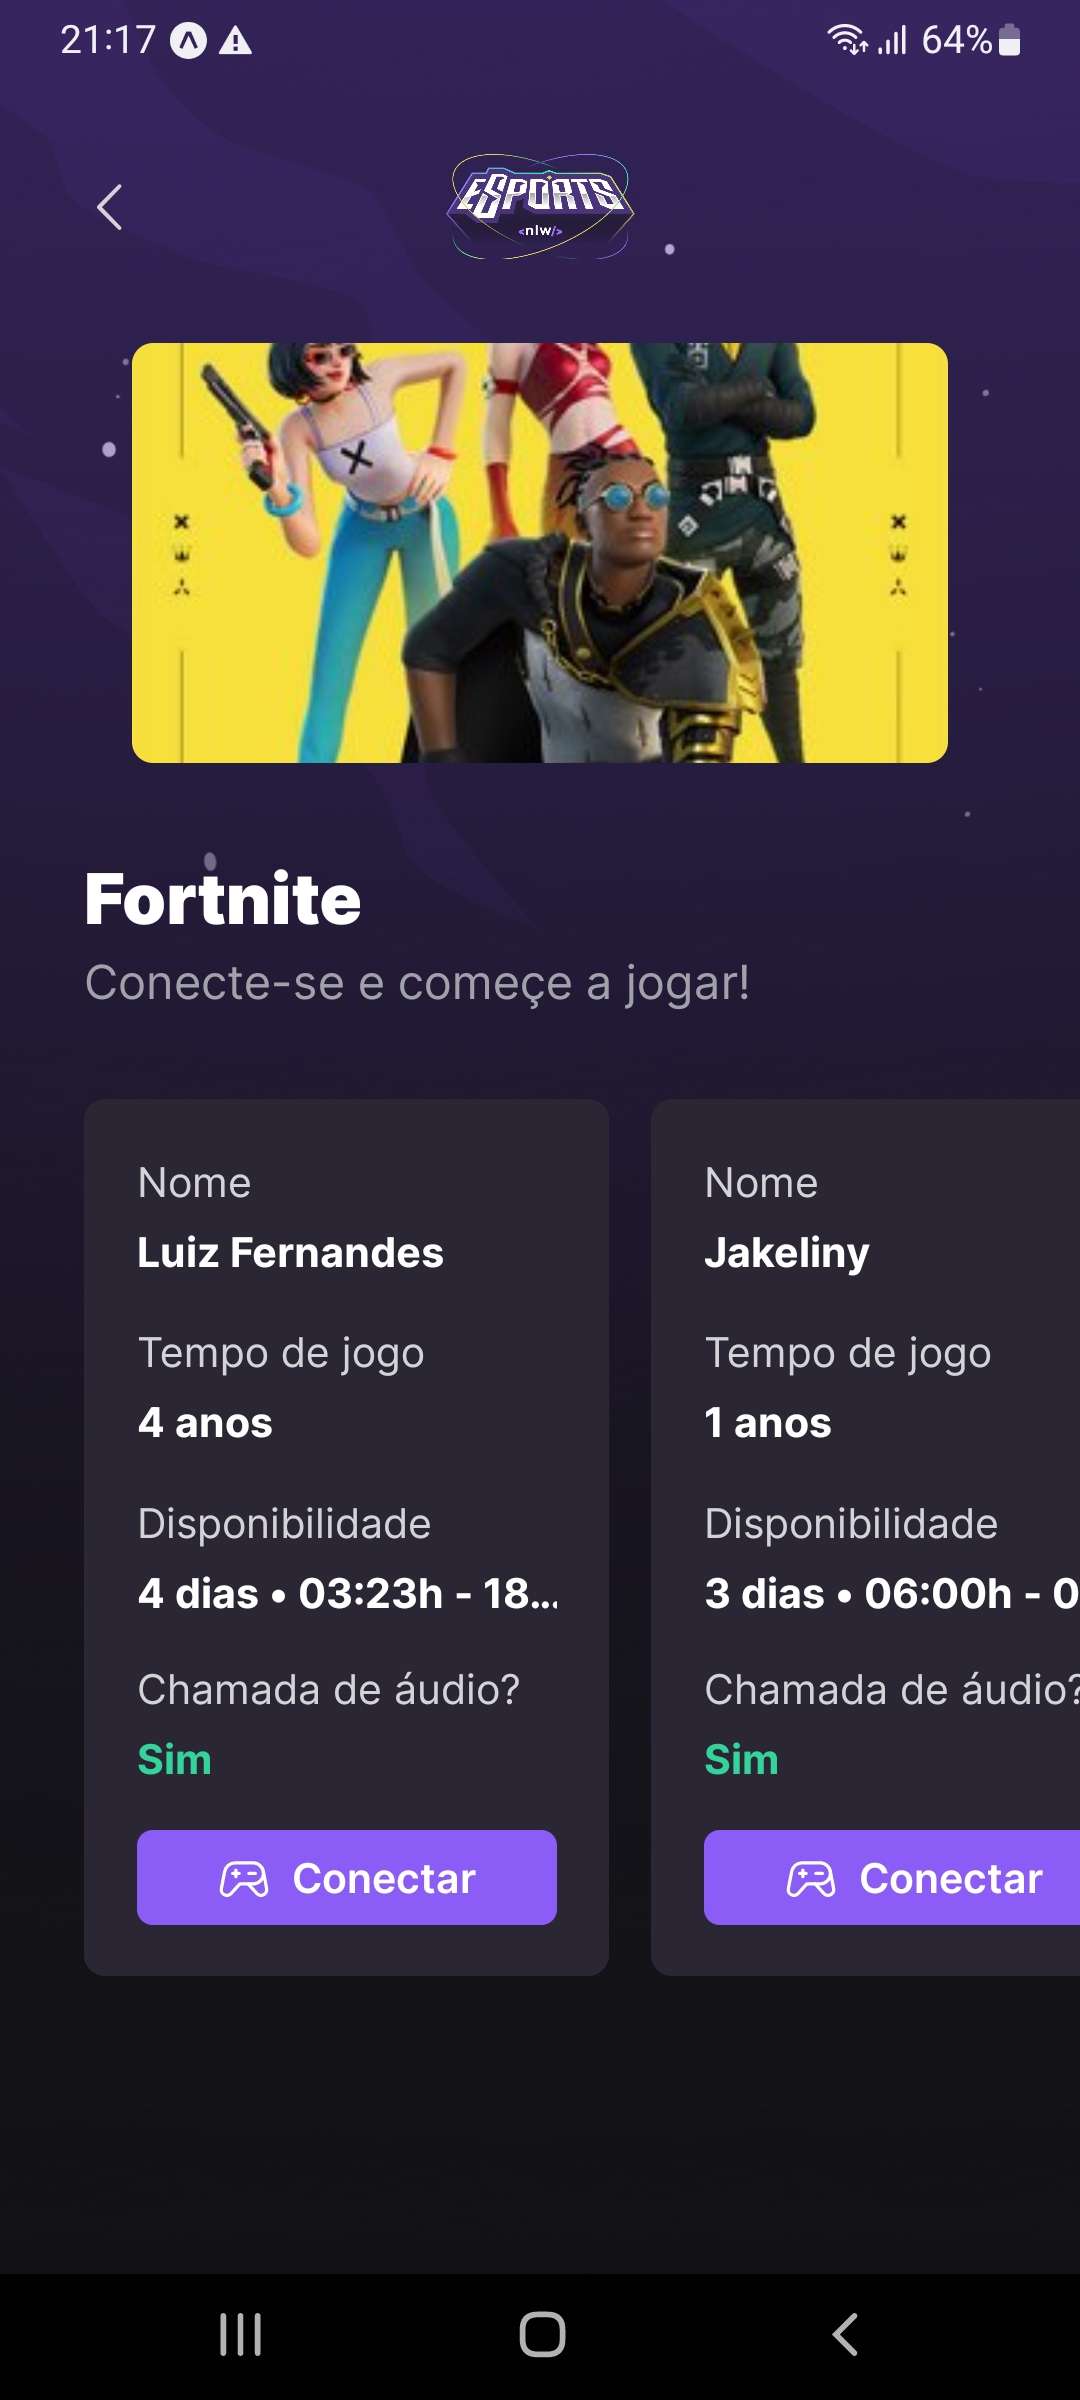 21:17
64%
ESPORTS
<nlw/>
Fortnite
Conecte-se e começe a jogar!
Nome
Luiz Fernandes
Tempo de jogo
4 anos
Disponibilidade
4 dias • 03:23h - 18...
Chamada de áudio?
Sim
Conectar
Nome
Jakeliny
Tempo de jogo
1 anos
Disponibilidade
3 dias • 06:00h - 0
Chamada de áudio?
Sim
Conectar